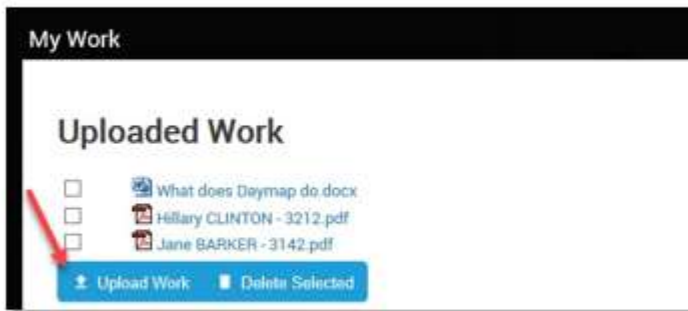 My Work
Uploaded Work
What does Daymap do.docx
Hillary CLINTON - 3212.pdf
Jane BARKER - 3142.pdf
Upload Work Delete Selected